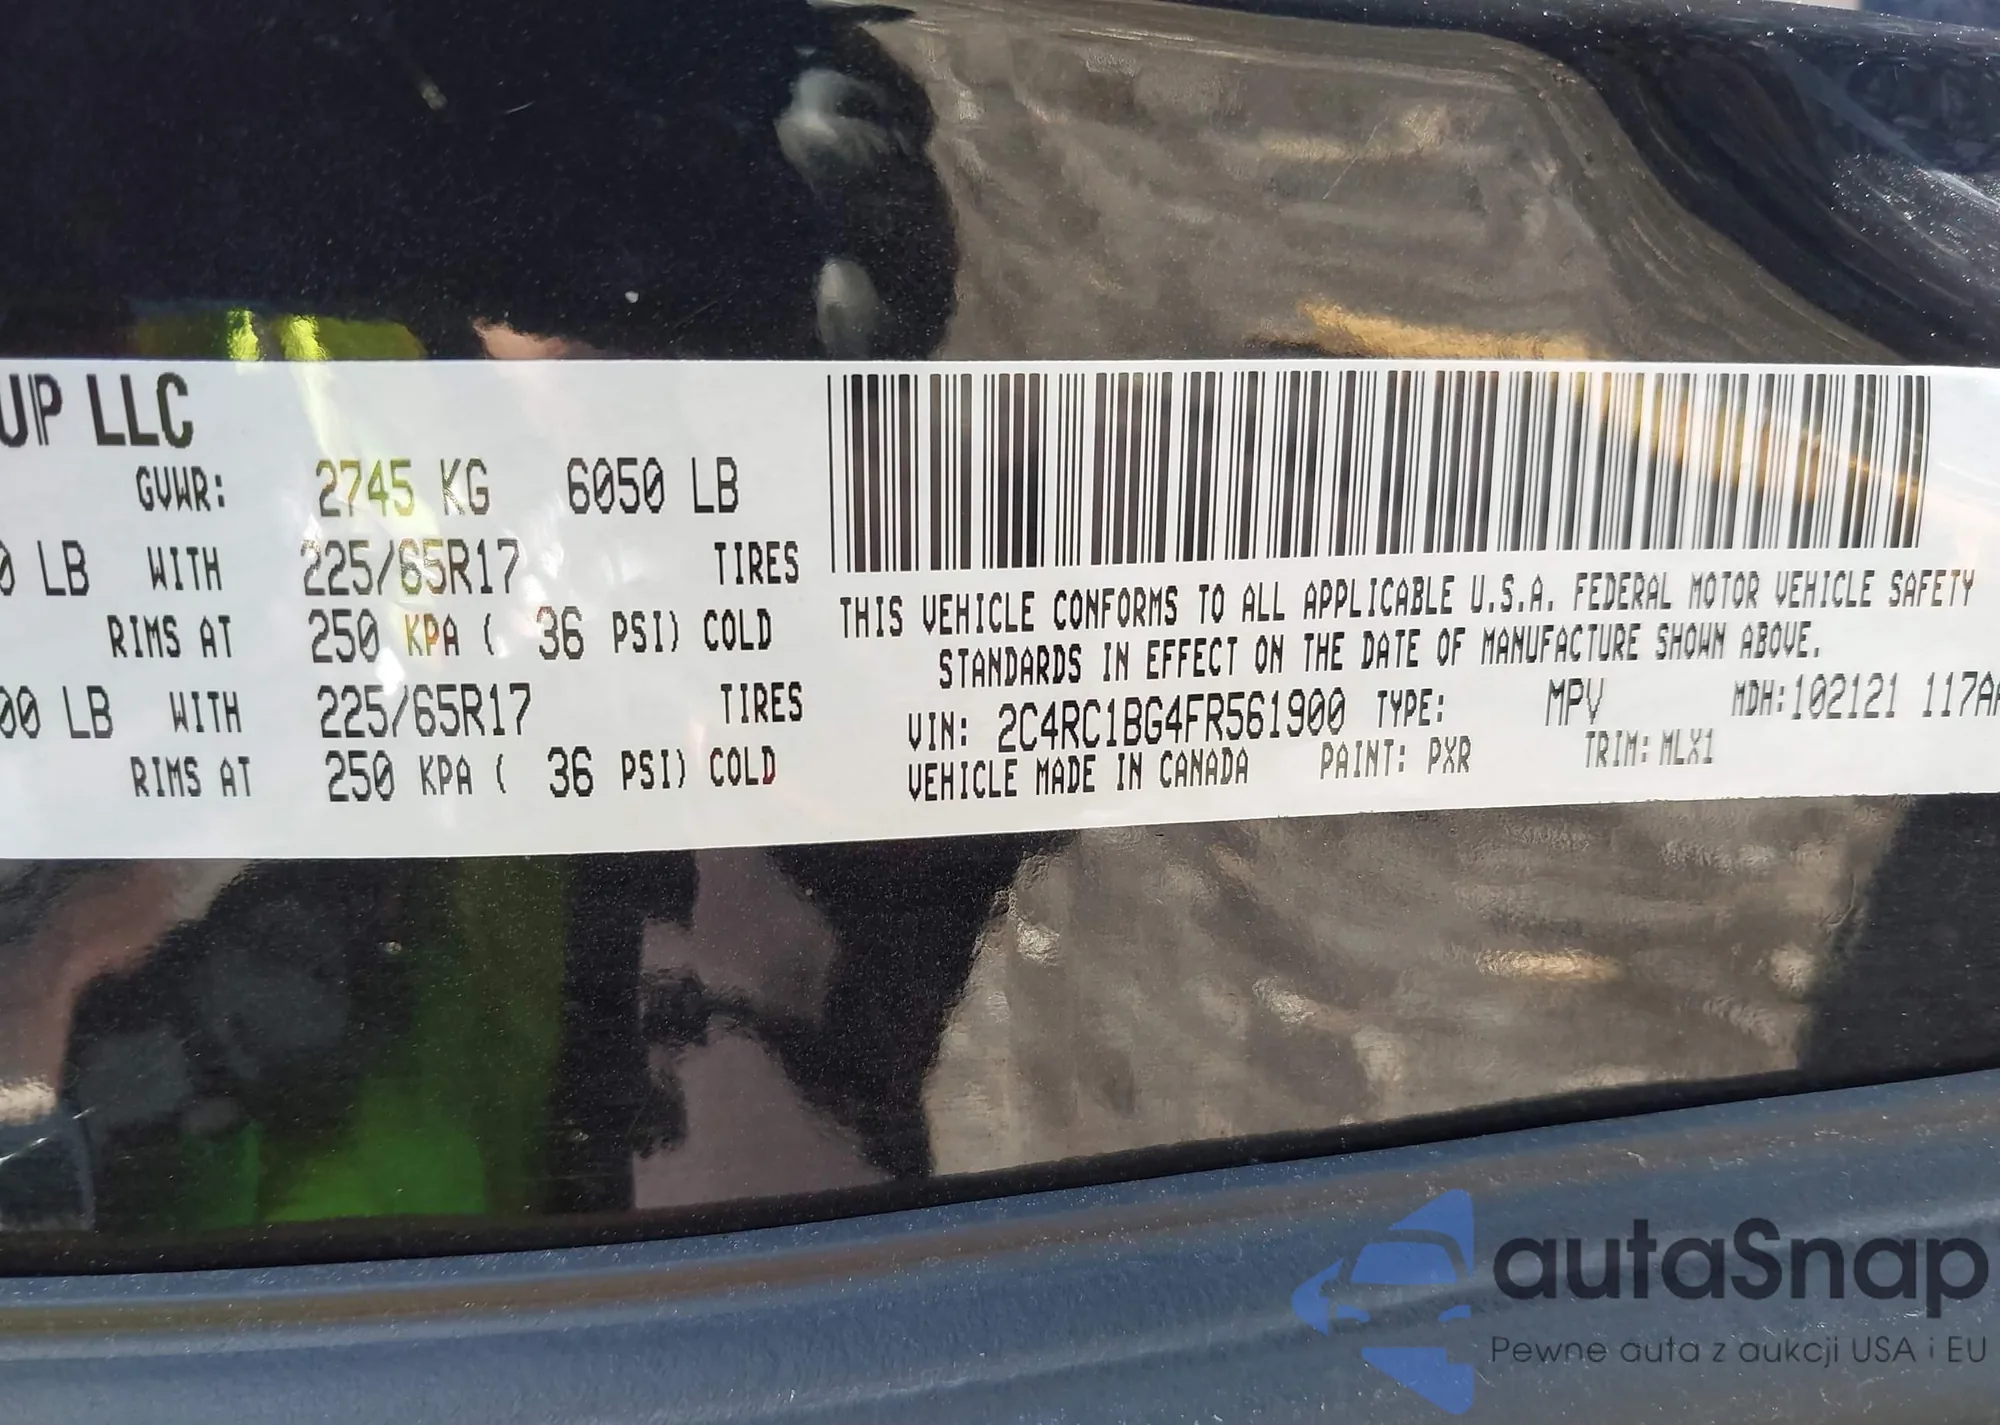 UP LLC
GVWR: 2745 KG 6050 LB
0 LB WITH 225/65R17 TIRES
RIMS AT 250 KPA ( 36 PSI) COLD
00 LB WITH 225/65R17 TIRES
RIMS AT 250 KPA ( 36 PSI) COLD
THIS VEHICLE CONFORMS TO ALL APPLICABLE U.S.A. FEDERAL MOTOR VEHICLE SAFETY
STANDARDS IN EFFECT ON THE DATE OF MANUFACTURE SHOWN ABOVE.
VIN: 2C4RC1BG4FR561900 TYPE: MPV MDH:102121 117AA
VEHICLE MADE IN CANADA PAINT: PXR TRIM: MLX1
autaSnap
Pewne auta z aukcji USA i EU